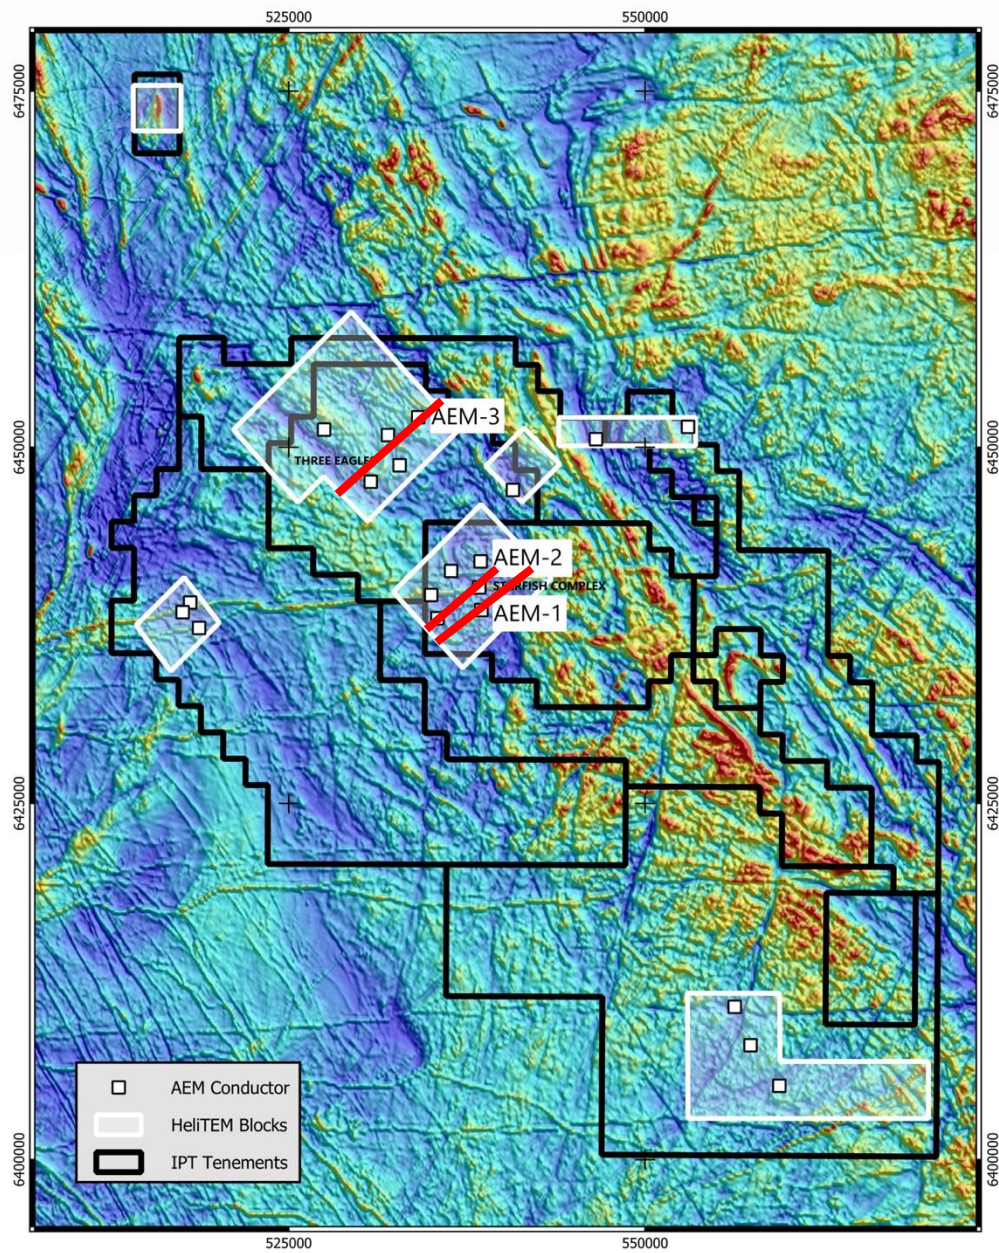 525000
550000
6475000
6475000
AEM-3
6450000
THREE EAGLES
6450000
AEM-2
STARFISH COMPLEX
AEM-1
6425000
6425000
AEM Conductor
HeliTEM Blocks
IPT Tenements
6400000
6400000
525000
550000